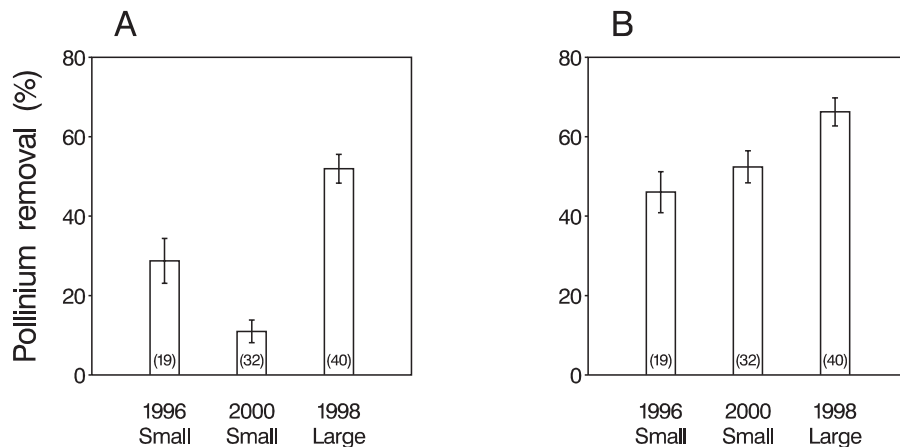 A
B
Pollinium removal (%)
80
60
40
20
0
(19)
(32)
(40)
1996
Small
2000
Small
1998
Large
80
60
40
20
0
(19)
(32)
(40)
1996
Small
2000
Small
1998
Large